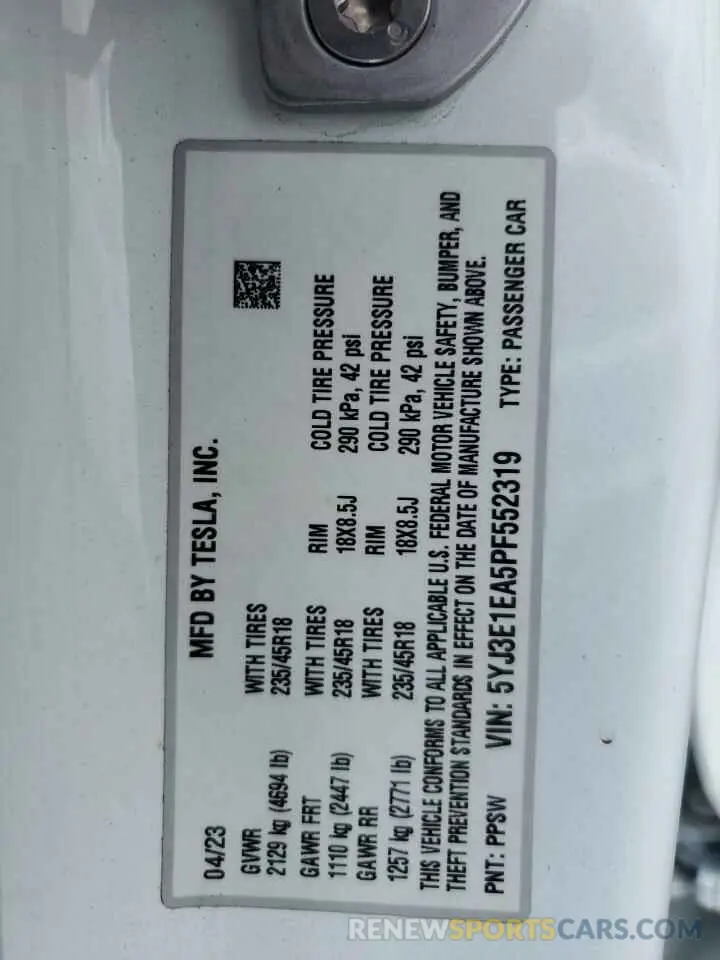 MFD BY TESLA, INC.
04/23
GVWR WITH TIRES
2129 kg (4694 lb) 235/45R18
GAWR FRT WITH TIRES RIM COLD TIRE PRESSURE
1110 kg (2447 lb) 235/45R18 18X8.5J 290 kPa, 42 psi
GAWR RR WITH TIRES RIM COLD TIRE PRESSURE
1257 kg (2771 lb) 235/45R18 18X8.5J 290 kPa, 42 psi
THIS VEHICLE CONFORMS TO ALL APPLICABLE U.S. FEDERAL MOTOR VEHICLE SAFETY, BUMPER, AND
THEFT PREVENTION STANDARDS IN EFFECT ON THE DATE OF MANUFACTURE SHOWN ABOVE.
PNT: PPSW VIN: 5YJ3E1EA5PF552319 TYPE: PASSENGER CAR
RENEWSPORTSCARS.COM